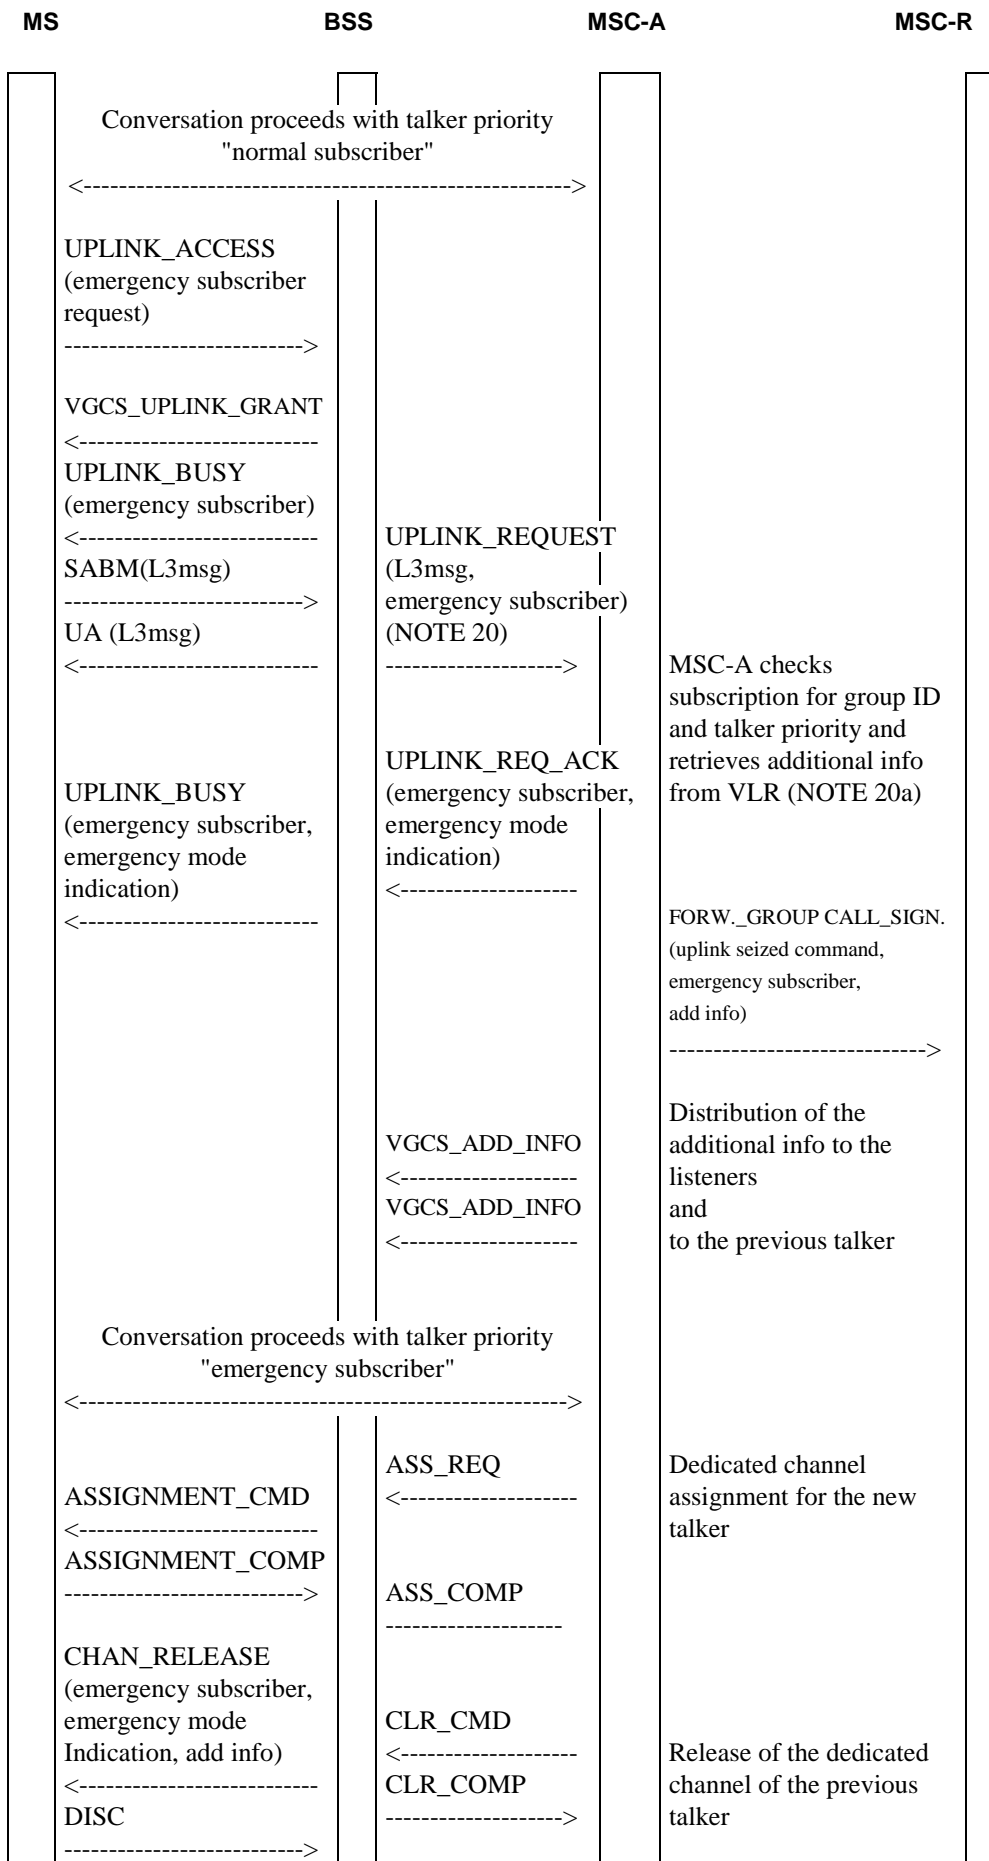 MS BSS MSC-A MSC-R
Conversation proceeds with talker priority
"normal subscriber"
<------------------------------------------------------->
UPLINK_ACCESS
(emergency subscriber
request)
--------------------------->
VGCS_UPLINK_GRANT
<---------------------------
UPLINK_BUSY
(emergency subscriber)
<---------------------------
SABM(L3msg)
--------------------------->
UA (L3msg)
<---------------------------
UPLINK_REQUEST
(L3msg,
emergency subscriber)
(NOTE 20)
-------------------->
MSC-A checks
subscription for group ID
and talker priority and
retrieves additional info
from VLR (NOTE 20a)
UPLINK_REQ_ACK
(emergency subscriber,
emergency mode
indication)
<--------------------
UPLINK_BUSY
(emergency subscriber,
emergency mode
indication)
<---------------------------
FORW._GROUP CALL_SIGN.
(uplink seized command,
emergency subscriber,
add info)
----------------------------->
VGCS_ADD_INFO
<--------------------
VGCS_ADD_INFO
<--------------------
Distribution of the
additional info to the
listeners
and
to the previous talker
Conversation proceeds with talker priority
"emergency subscriber"
<------------------------------------------------------->
ASS_REQ
<--------------------
Dedicated channel
assignment for the new
talker
ASSIGNMENT_CMD
<---------------------------
ASSIGNMENT_COMP
--------------------------->
ASS_COMP
--------------------
CHAN_RELEASE
(emergency subscriber,
emergency mode
Indication, add info)
<---------------------------
DISC
--------------------------->
CLR_CMD
<--------------------
CLR_COMP
-------------------->
Release of the dedicated
channel of the previous
talker